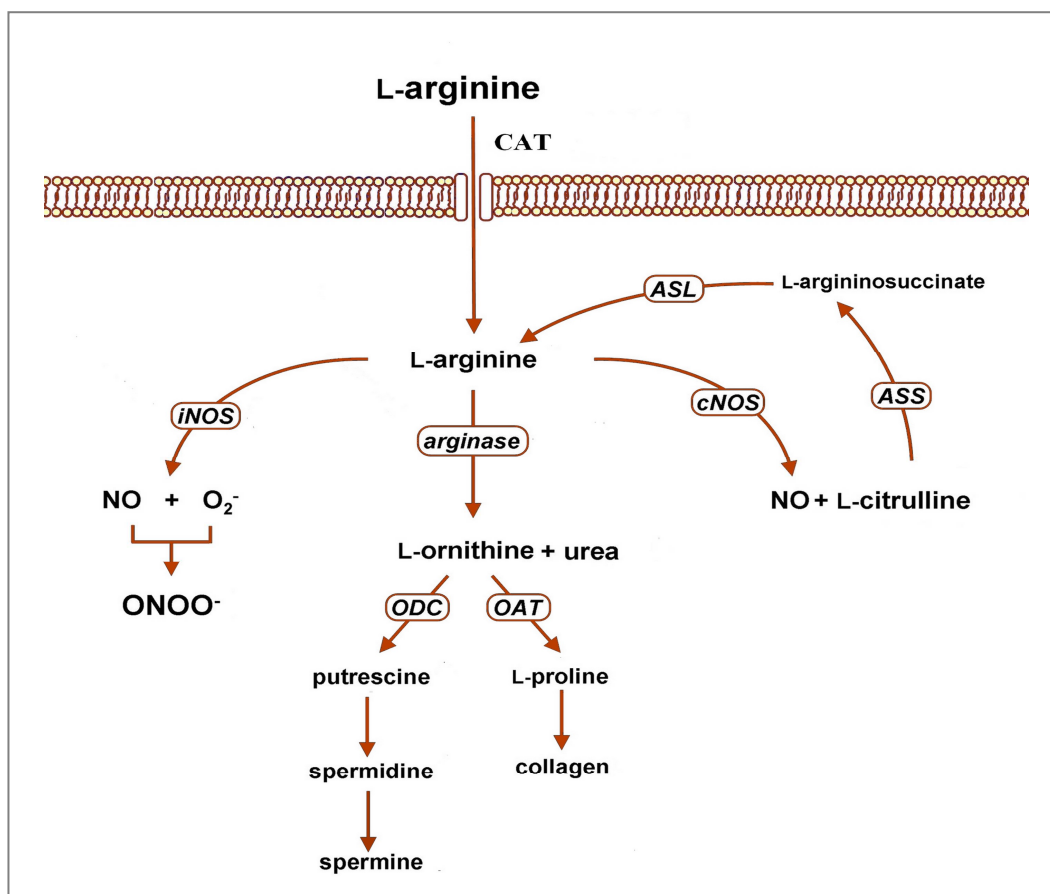 L-arginine
CAT
ASL
L-argininosuccinate
L-arginine
iNOS
cNOS
ASS
arginase
NO + O₂⁻
NO + L-citrulline
L-ornithine + urea
ONOO⁻
ODC
OAT
putrescine
L-proline
spermidine
collagen
spermine